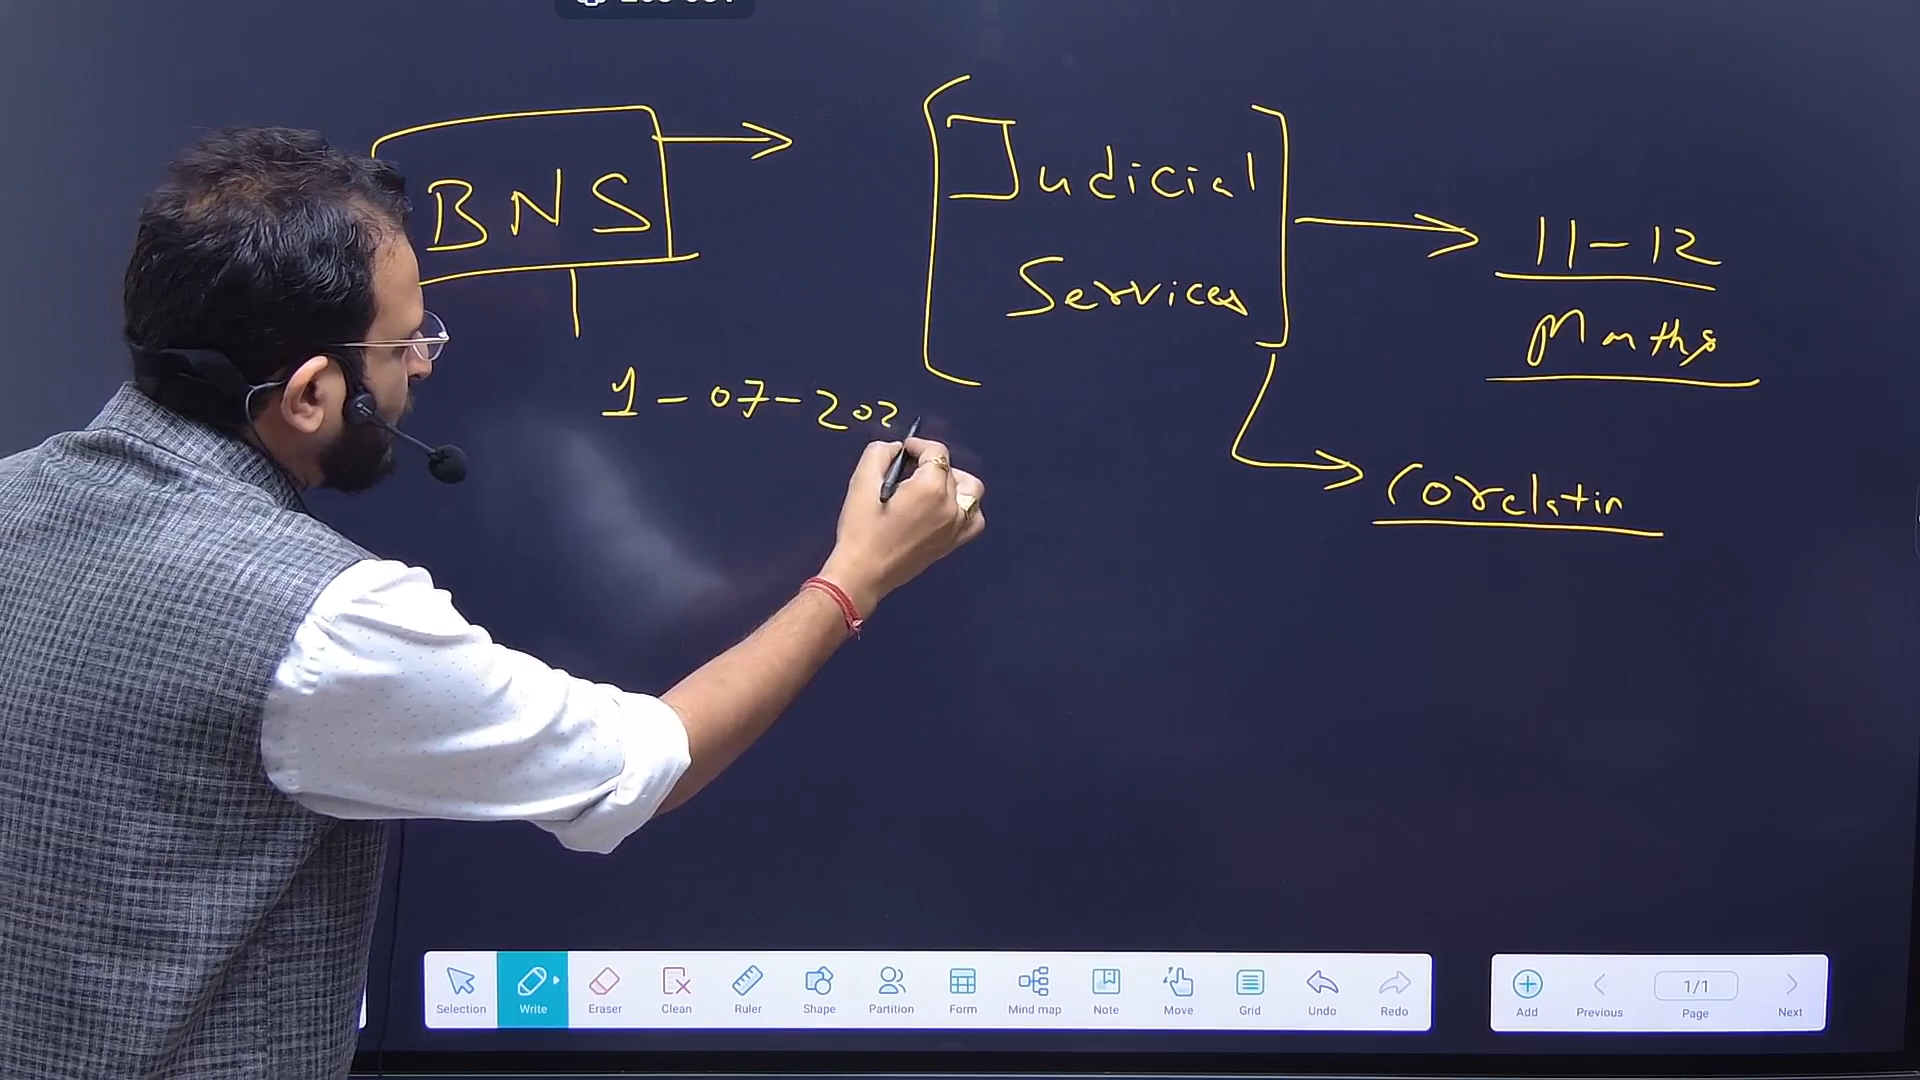 BNS
Judicial
Services
11-12
Months
1-07-202
Corelatin
Selection
Write
Eraser
Clean
Ruler
Shape
Partition
Form
Mind map
Note
Move
Grid
Undo
Redo
Add
Previous
1/1
Page
Next